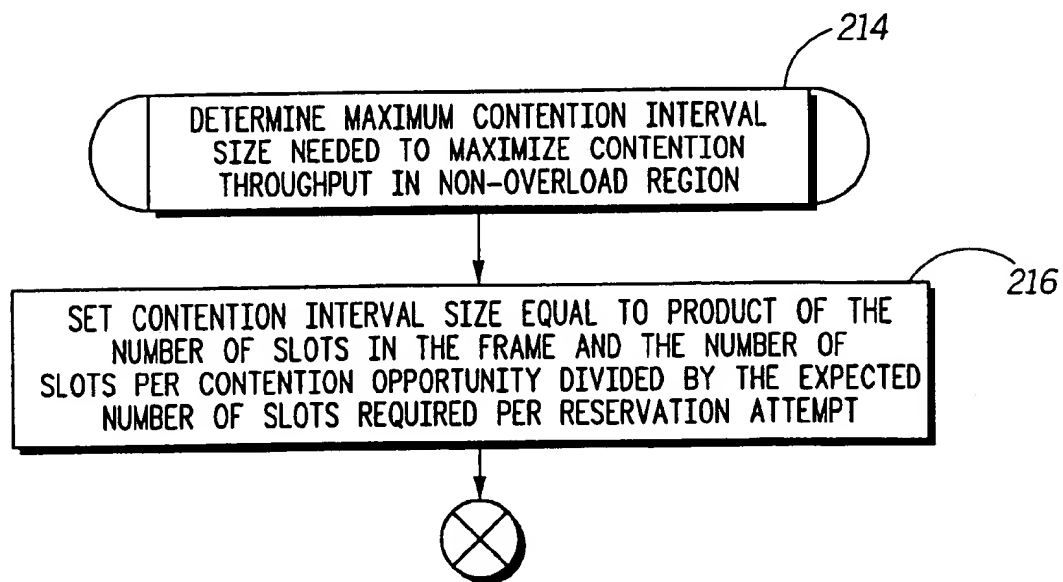 214
DETERMINE MAXIMUM CONTENTION INTERVAL
SIZE NEEDED TO MAXIMIZE CONTENTION
THROUGHPUT IN NON-OVERLOAD REGION
216
SET CONTENTION INTERVAL SIZE EQUAL TO PRODUCT OF THE
NUMBER OF SLOTS IN THE FRAME AND THE NUMBER OF
SLOTS PER CONTENTION OPPORTUNITY DIVIDED BY THE EXPECTED
NUMBER OF SLOTS REQUIRED PER RESERVATION ATTEMPT